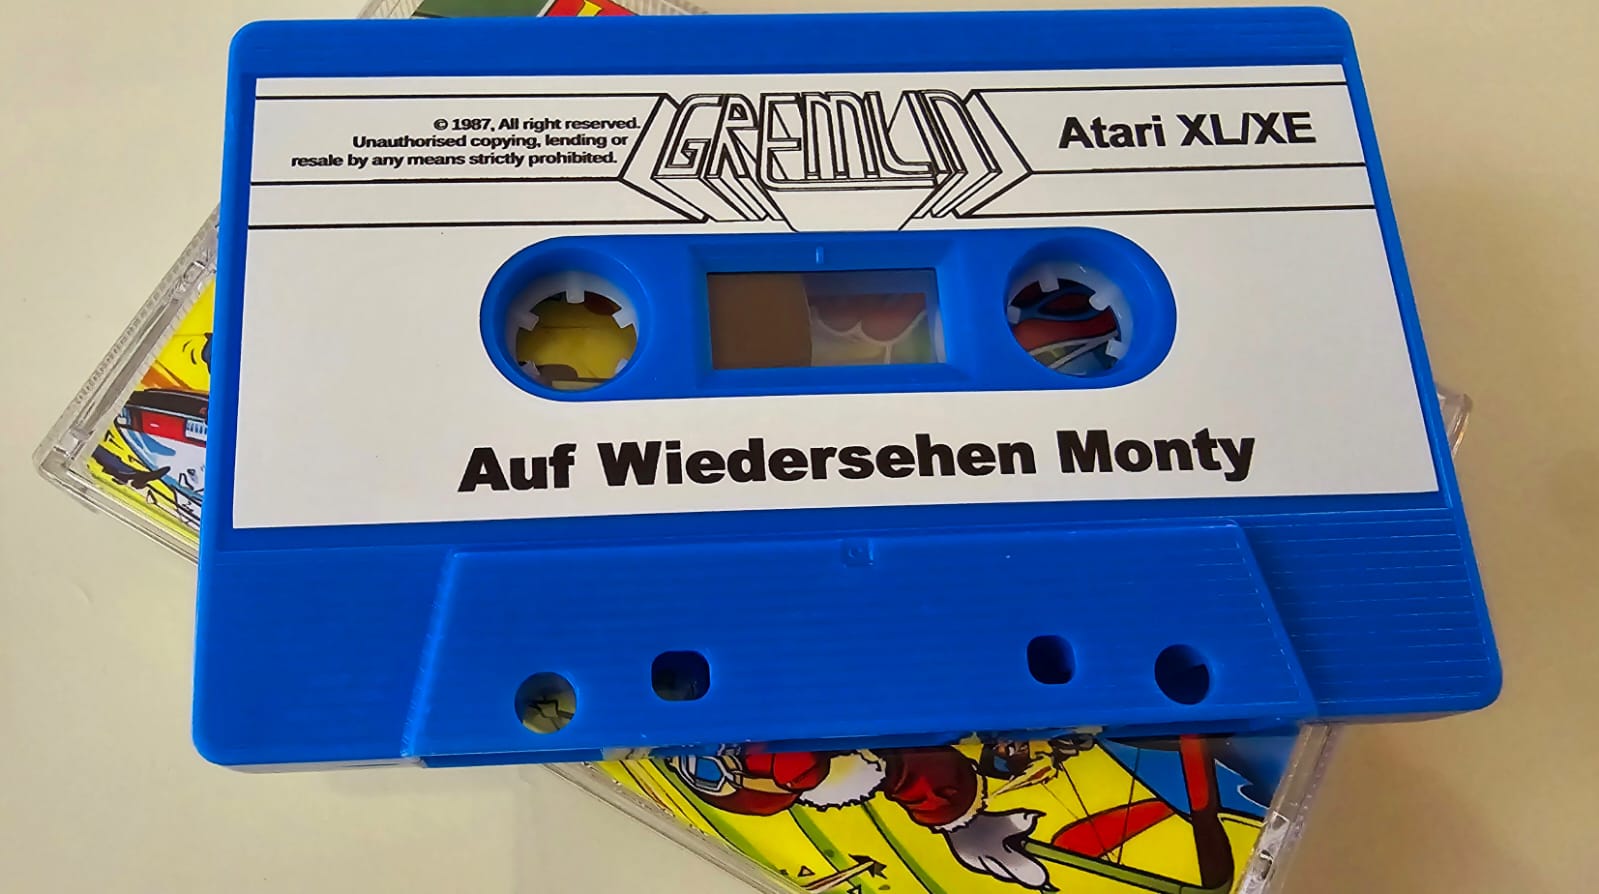 © 1987, All right reserved.
Unauthorised copying, lending or
resale by any means strictly prohibited.
GREMLIN
Atari XL/XE
Auf Wiedersehen Monty